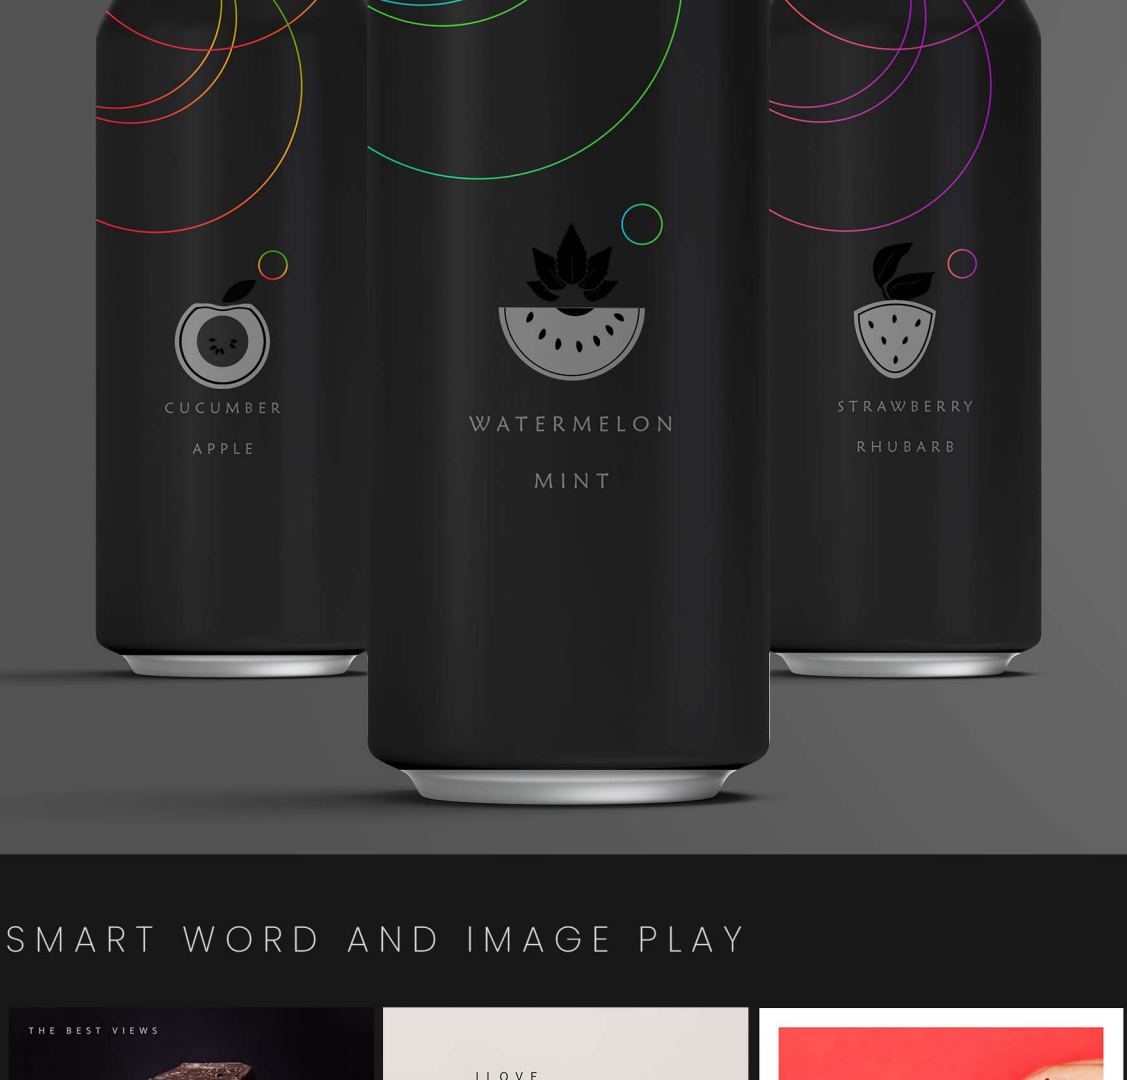 CUCUMBER
APPLE
WATERMELON
MINT
STRAWBERRY
RHUBARB
SMART WORD AND IMAGE PLAY
THE BEST VIEWS
I LOVE